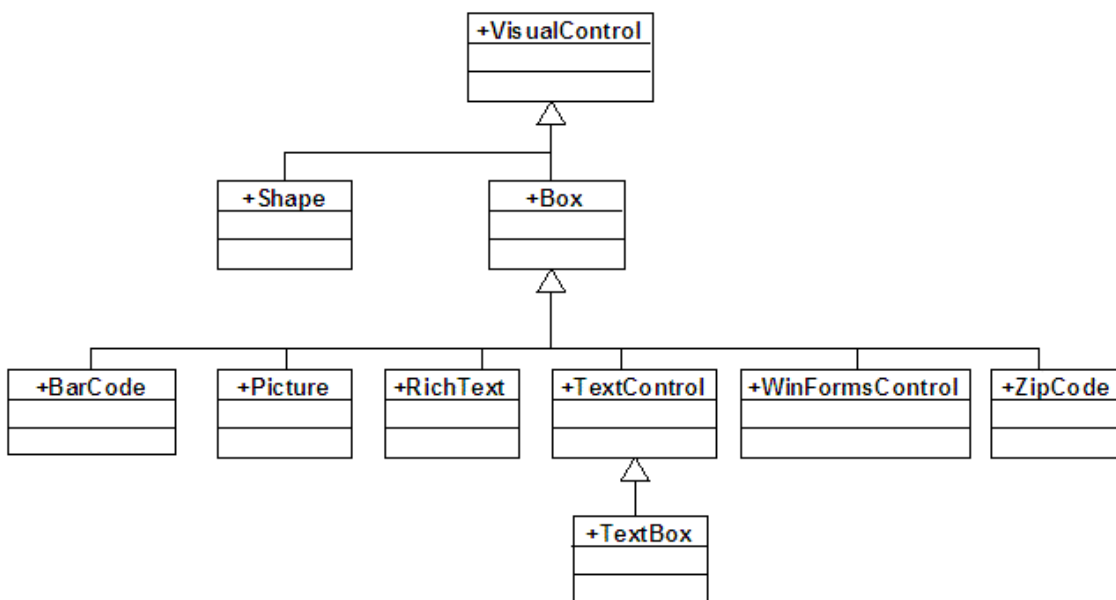 +VisualControl
+Shape
+Box
+BarCode
+Picture
+RichText
+TextControl
+WinFormsControl
+ZipCode
+TextBox